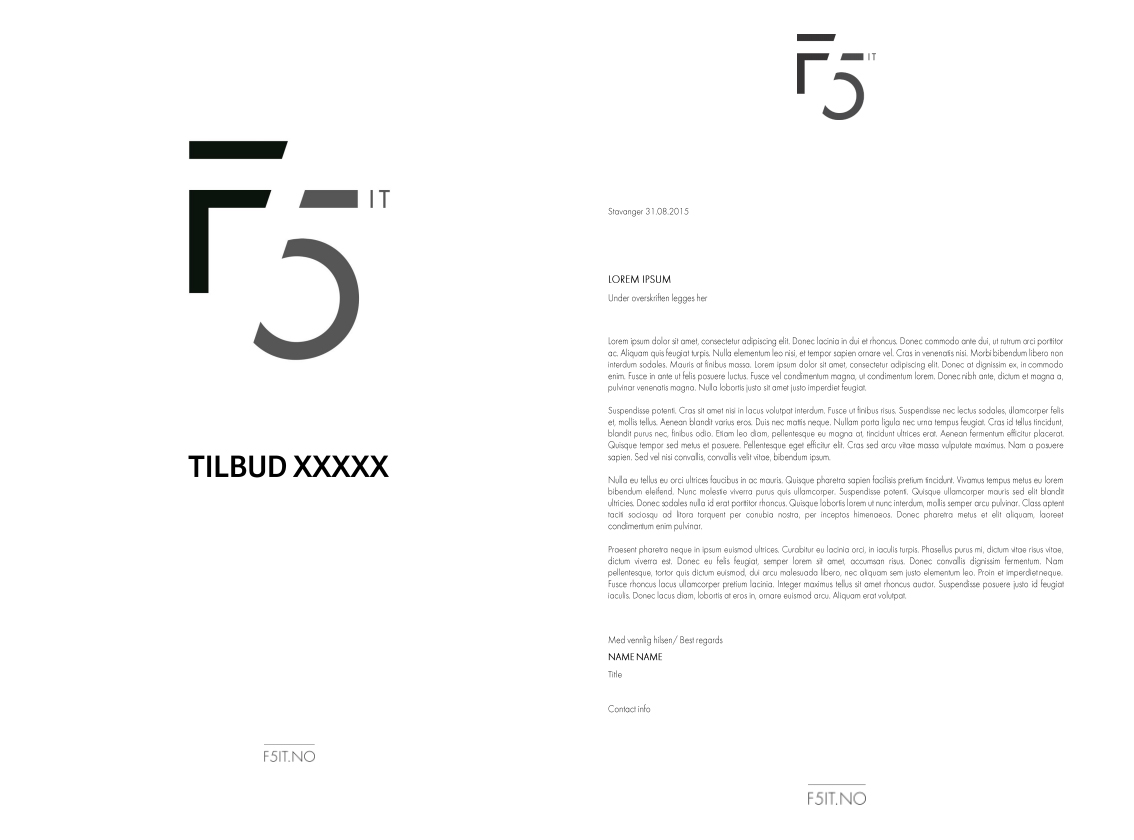 F5 IT
TILBUD XXXXX
F5IT.NO
F5 IT
Stavanger 31.08.2015
LOREM IPSUM
Under overskriften legges her
Lorem ipsum dolor sit amet, consectetur adipiscing elit. Donec lacinia in dui et rhoncus. Donec commodo ante dui, ut rutrum orci porttitor
ac. Aliquam quis feugiat turpis. Nulla elementum leo nisi, et tempor sapien ornare vel. Cras in venenatis nisi. Morbi bibendum libero non
interdum sodales. Mauris at finibus massa. Lorem ipsum dolor sit amet, consectetur adipiscing elit. Donec at dignissim ex, in commodo
enim. Fusce in ante ut felis posuere luctus. Fusce vel condimentum magna, ut condimentum lorem. Donec nibh ante, dictum et magna a,
pulvinar venenatis magna. Nulla lobortis justo sit amet justo imperdiet feugiat.
Suspendisse potenti. Cras sit amet nisi in lacus volutpat interdum. Fusce ut finibus risus. Suspendisse nec lectus sodales, ullamcorper felis
et, mollis tellus. Aenean blandit varius eros. Duis nec mattis neque. Nullam porta ligula nec urna tempus feugiat. Cras id tellus tincidunt,
blandit purus nec, finibus odio. Etiam leo diam, pellentesque eu magna at, tincidunt ultrices erat. Aenean fermentum efficitur placerat.
Quisque tempor sed metus et posuere. Pellentesque eget efficitur elit. Cras sed arcu vitae massa vulputate maximus. Nam a posuere
sapien. Sed vel nisi convallis, convallis velit vitae, bibendum ipsum.
Nulla eu tellus eu orci ultrices faucibus in ac mauris. Quisque pharetra sapien facilisis pretium tincidunt. Vivamus tempus metus eu lorem
bibendum eleifend. Nunc molestie viverra purus quis ullamcorper. Suspendisse potenti. Quisque ullamcorper mauris sed elit blandit
ultricies. Donec sodales nulla id erat porttitor rhoncus. Quisque lobortis lorem ut nunc interdum, mollis semper arcu pulvinar. Class aptent
taciti sociosqu ad litora torquent per conubia nostra, per inceptos himenaeos. Donec pharetra metus et elit aliquam, laoreet
condimentum enim pulvinar.
Praesent pharetra neque in ipsum euismod ultrices. Curabitur eu lacinia orci, in iaculis turpis. Phasellus purus mi, dictum vitae risus vitae,
dictum viverra est. Donec eu felis feugiat, semper lorem sit amet, accumsan risus. Donec convallis dignissim fermentum. Nam
pellentesque, tortor quis dictum euismod, dui arcu malesuada libero, nec aliquam sem justo elementum leo. Proin et imperdiet neque.
Fusce rhoncus lacus ullamcorper pretium lacinia. Integer maximus tellus sit amet rhoncus auctor. Suspendisse posuere justo id feugiat
iaculis. Donec lacus diam, lobortis at eros in, ornare euismod arcu. Aliquam erat volutpat.
Med vennlig hilsen/ Best regards
NAME NAME
Title
Contact info
F5IT.NO